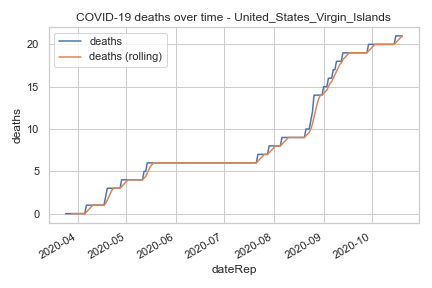 COVID-19 deaths over time - United_States_Virgin_Islands
deaths
deaths (rolling)
deaths
20
15
10
5
0
2020-04
2020-05
2020-06
2020-07
2020-08
2020-09
2020-10
dateRep